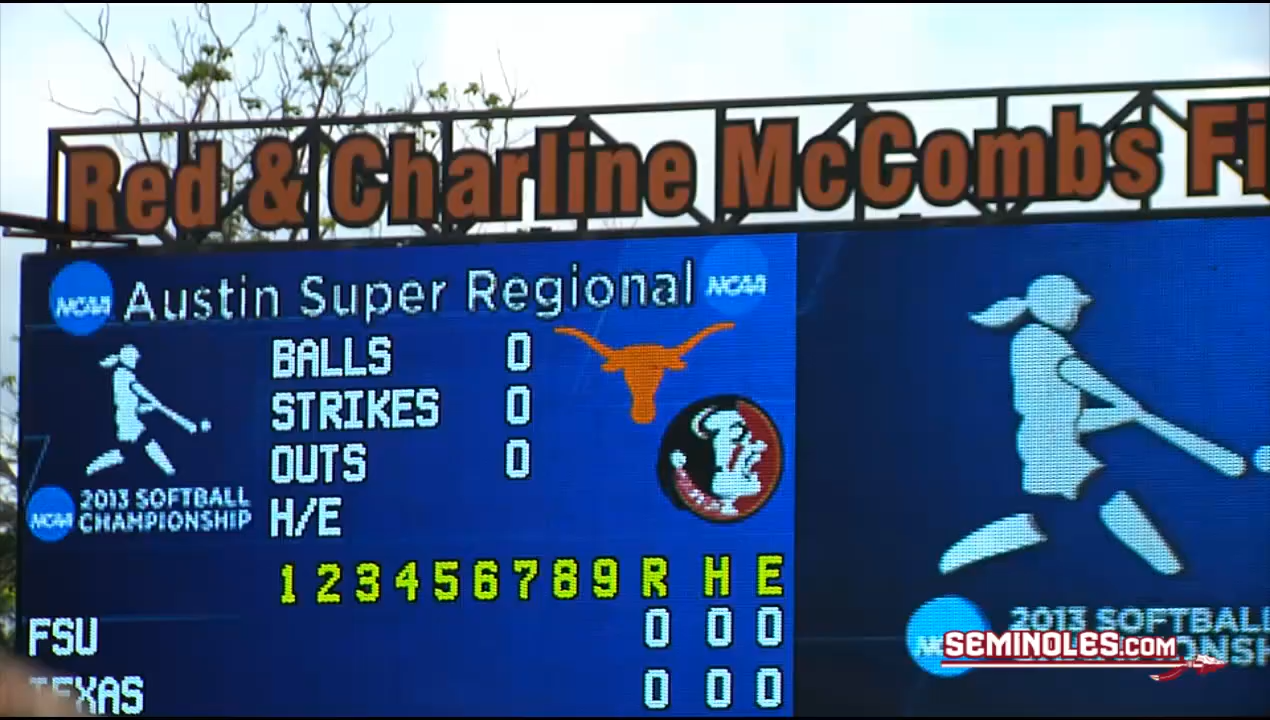 Red & Charline McCombs Fi
NCAA Austin Super Regional NCAA
BALLS 0
STRIKES 0
OUTS 0
H/E
NCAA 2013 SOFTBALL
CHAMPIONSHIP
1 2 3 4 5 6 7 8 9 R H E
FSU 0 0 0
TEXAS 0 0 0
2013 SOFTBALL
SEMINOLES.COM